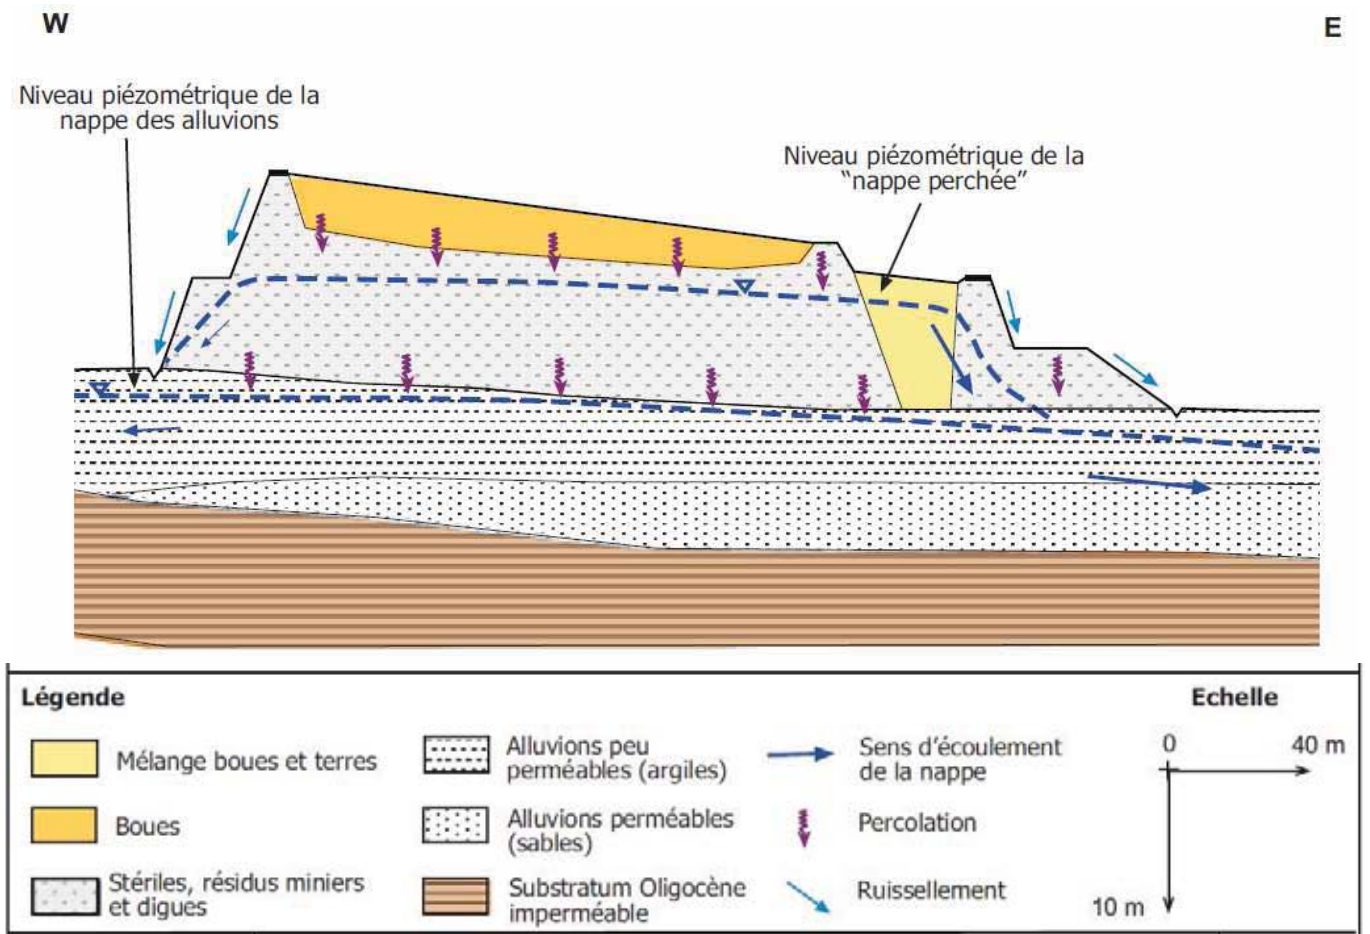 W
E
Niveau piézométrique de la
nappe des alluvions
Niveau piézométrique de la
“nappe perchée”
Légende
Mélange boues et terres
Boues
Stériles, résidus miniers
et digues
Alluvions peu
perméables (argiles)
Alluvions perméables
(sables)
Substratum Oligocène
imperméable
Sens d'écoulement
de la nappe
Percolation
Ruissellement
Echelle
0
40 m
10 m